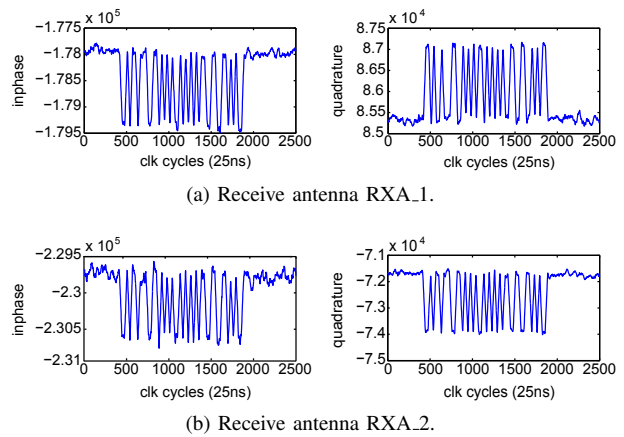 x 10^5
-1.775
-1.78
-1.785
-1.79
-1.795
inphase
0 500 1000 1500 2000 2500
clk cycles (25ns)
x 10^4
8.75
8.7
8.65
8.6
8.55
8.5
quadrature
0 500 1000 1500 2000 2500
clk cycles (25ns)
(a) Receive antenna RXA_1.
x 10^5
-2.295
-2.3
-2.305
-2.31
inphase
0 500 1000 1500 2000 2500
clk cycles (25ns)
x 10^4
-7.1
-7.2
-7.3
-7.4
-7.5
quadrature
0 500 1000 1500 2000 2500
clk cycles (25ns)
(b) Receive antenna RXA_2.